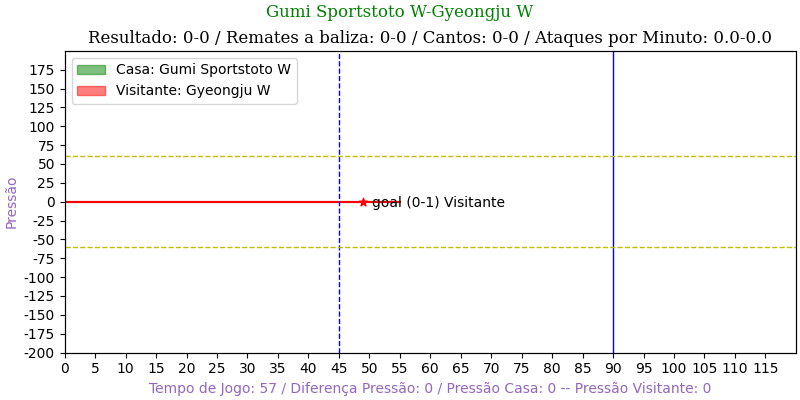 Gumi Sportstoto W-Gyeongju W
Resultado: 0-0 / Remates a baliza: 0-0 / Cantos: 0-0 / Ataques por Minuto: 0.0-0.0
Casa: Gumi Sportstoto W
Visitante: Gyeongju W
175
150
125
100
75
50
25
0
-25
-50
-75
-100
-125
-150
-175
-200
Pressão
goal (0-1) Visitante
0 5 10 15 20 25 30 35 40 45 50 55 60 65 70 75 80 85 90 95 100 105 110 115
Tempo de Jogo: 57 / Diferença Pressão: 0 / Pressão Casa: 0 -- Pressão Visitante: 0